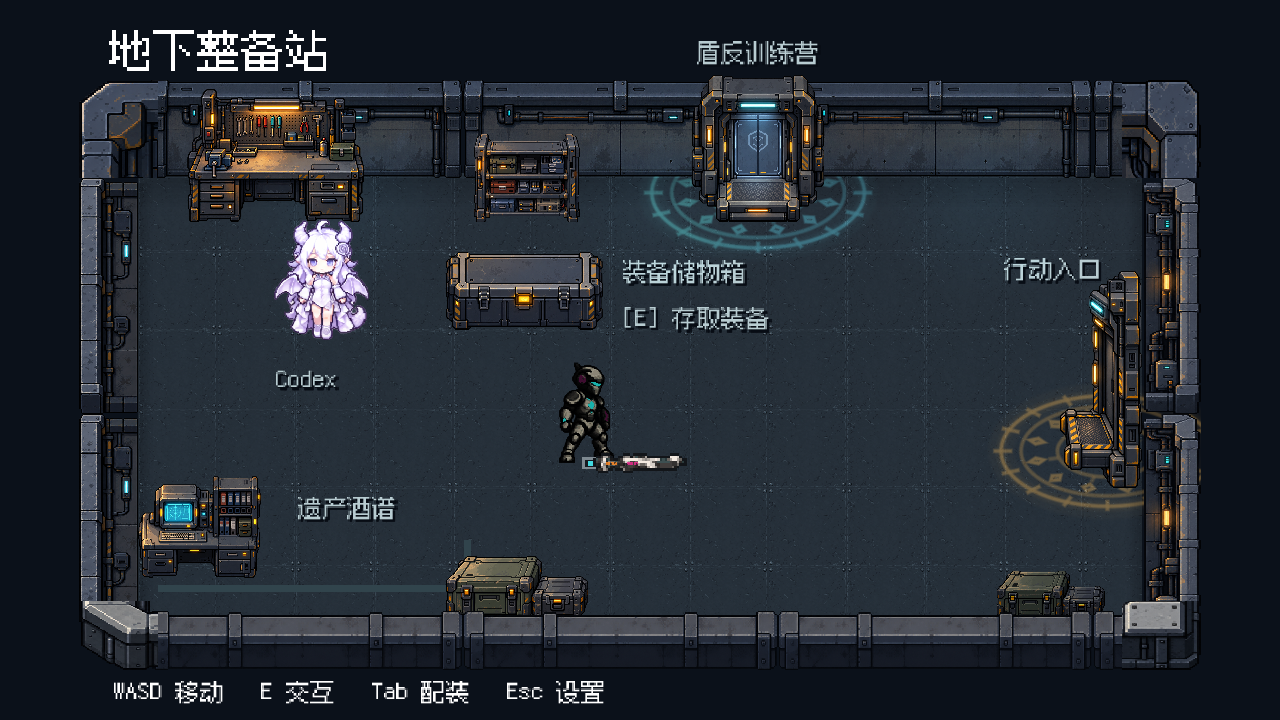 地下整备站
盾反训练营
装备储物箱
[E] 存取装备
行动入口
Codex
遗产酒谱
WASD 移动 E 交互 Tab 配装 Esc 设置